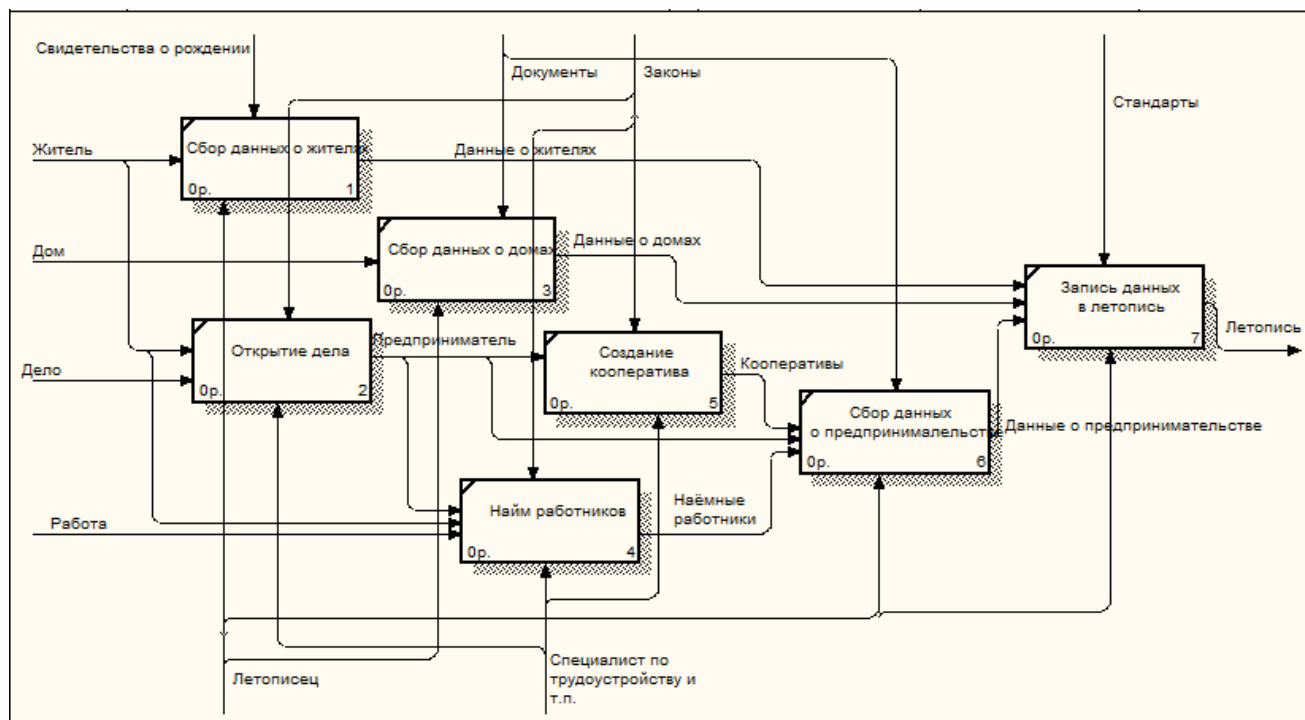 Свидетельства о рождении
Документы
Законы
Стандарты
Житель
Сбор данных о жителях
0р. 1
Данные о жителях
Дом
Сбор данных о домах
0р. 3
Данные о домах
Запись данных
в летопись
0р. 7
Летопись
Дело
Открытие дела
0р. 2
Предприниматель
Создание
кооператива
0р. 5
Кооперативы
Сбор данных
о предпринималельстве
0р. 6
Данные о предпринимательстве
Работа
Найм работников
0р. 4
Наёмные
работники
Летописец
Специалист по
трудоустройству и
т.п.